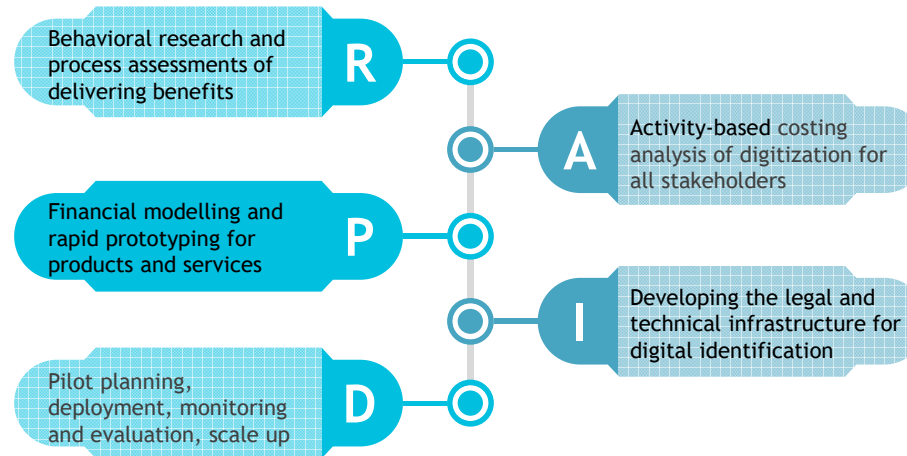 Behavioral research and
process assessments of
delivering benefits
R
A
Activity-based costing
analysis of digitization for
all stakeholders
Financial modelling and
rapid prototyping for
products and services
P
I
Developing the legal and
technical infrastructure for
digital identification
Pilot planning,
deployment, monitoring
and evaluation, scale up
D